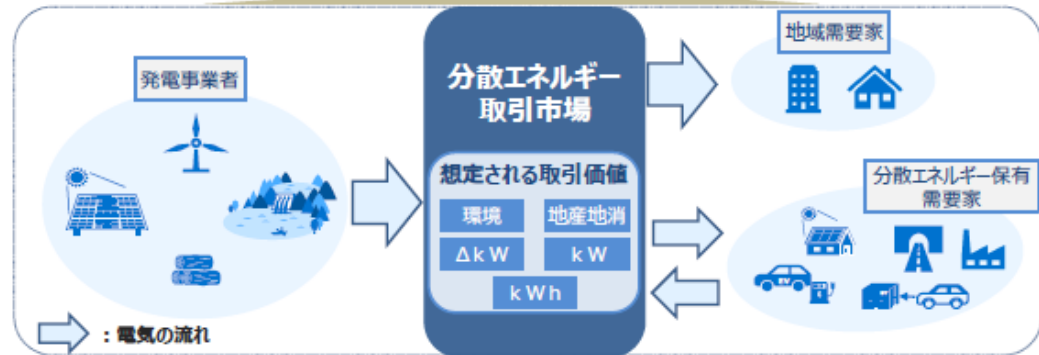 発電事業者
分散エネルギー
取引市場
想定される取引価値
環境
地産地消
ΔkW
kW
kWh
地域需要家
分散エネルギー保有
需要家
EV
：電気の流れ